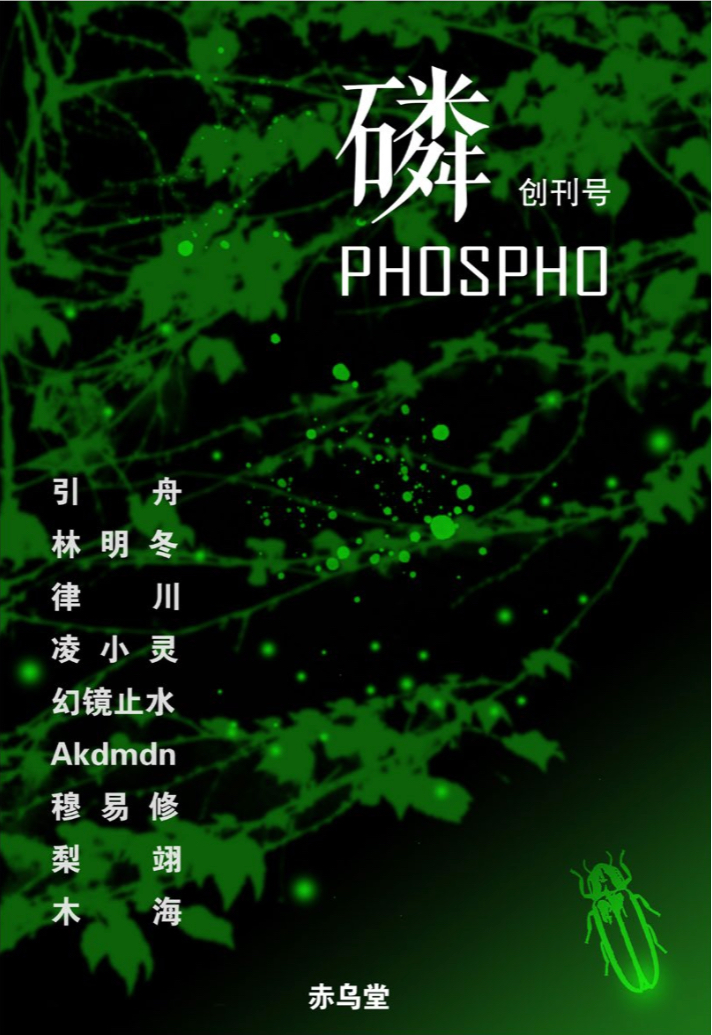 磷
创刊号
PHOSPHO
引舟
林明冬
律川
凌小灵
幻镜止水
Akdmdn
穆易修
梨翊
木海
赤鸟堂